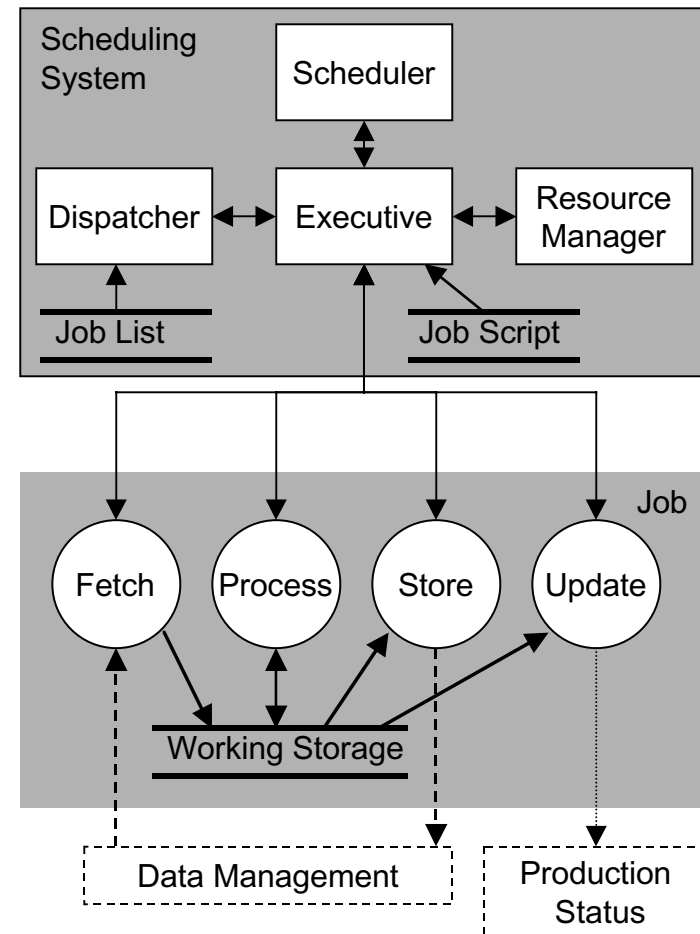 Scheduling
System
Scheduler
Dispatcher
Executive
Resource
Manager
Job List
Job Script
Job
Fetch
Process
Store
Update
Working Storage
Data Management
Production
Status